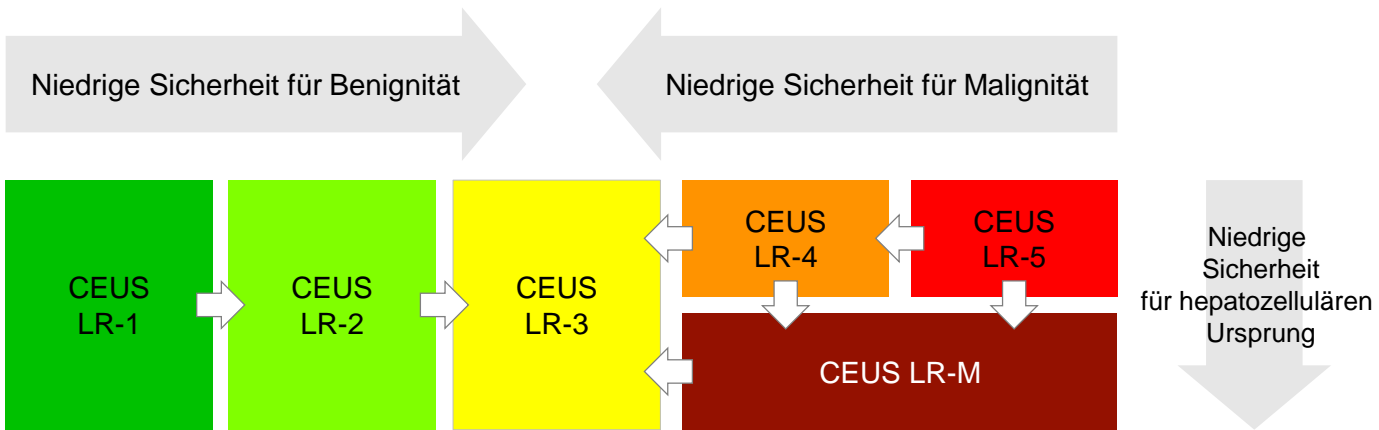 Niedrige Sicherheit für Benignität
Niedrige Sicherheit für Malignität
CEUS
LR-1
CEUS
LR-2
CEUS
LR-3
CEUS
LR-4
CEUS
LR-5
CEUS LR-M
Niedrige
Sicherheit
für hepatozellulären
Ursprung